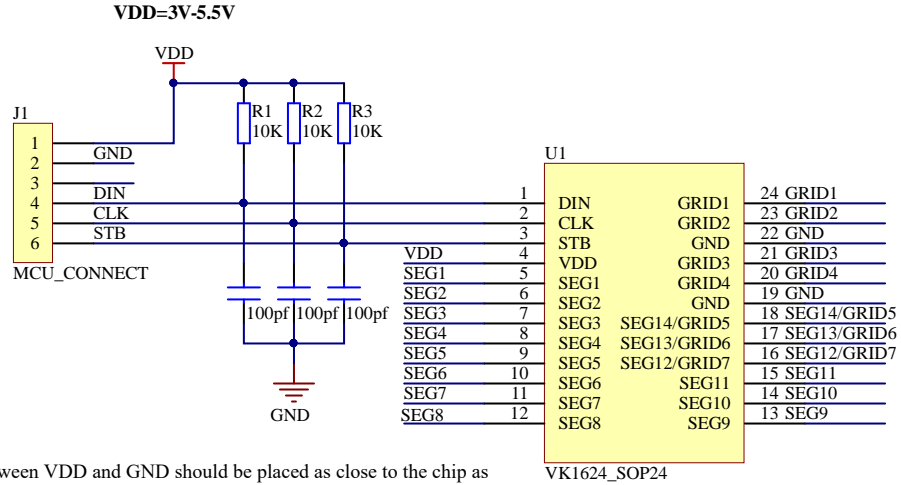 VDD=3V-5.5V
VDD
J1
R1
10K
R2
10K
R3
10K
1
2
3
4
5
6
GND
DIN
CLK
STB
MCU_CONNECT
100pf 100pf 100pf
GND
U1
VDD
SEG1
SEG2
SEG3
SEG4
SEG5
SEG6
SEG7
SEG8
1 DIN
2 CLK
3 STB
4 VDD
5 SEG1
6 SEG2
7 SEG3
8 SEG4
9 SEG5
10 SEG6
11 SEG7
12 SEG8
GRID1 24 GRID1
GRID2 23 GRID2
GND 22 GND
GRID3 21 GRID3
GRID4 20 GRID4
GND 19 GND
SEG14/GRID5 18 SEG14/GRID5
SEG13/GRID6 17 SEG13/GRID6
SEG12/GRID7 16 SEG12/GRID7
SEG11 15 SEG11
SEG10 14 SEG10
SEG9 13 SEG9
VK1624_SOP24
VDD and GND should be placed as close to the chip as